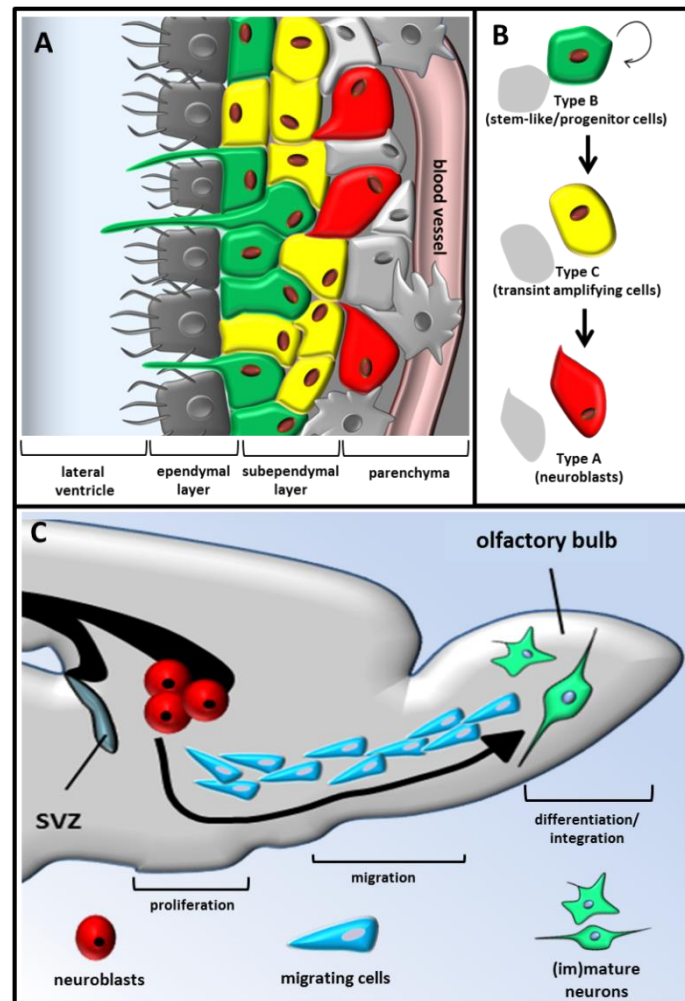 A
blood vessel
lateral
ventricle
ependymal
layer
subependymal
layer
parenchyma
B
Type B
(stem-like/progenitor cells)
Type C
(transint amplifying cells)
Type A
(neuroblasts)
C
olfactory bulb
SVZ
proliferation
migration
differentiation/
integration
neuroblasts
migrating cells
(im)mature
neurons